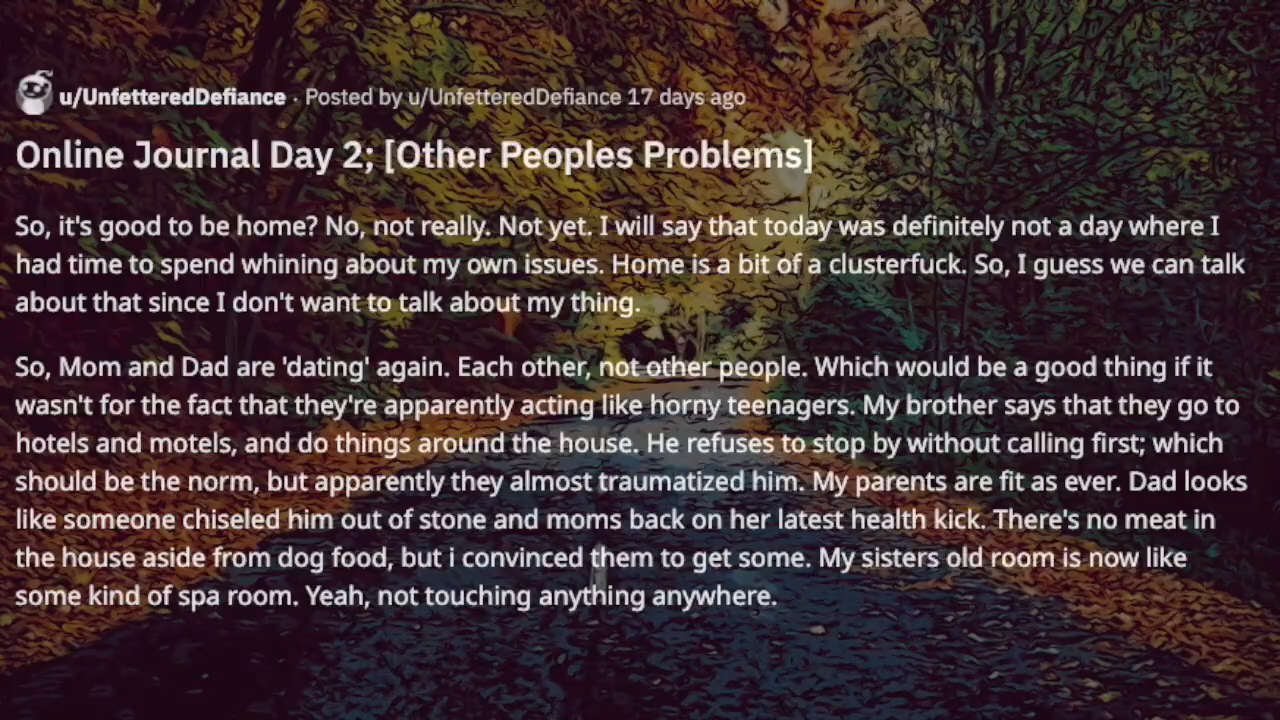 u/UnfetteredDefiance · Posted by u/UnfetteredDefiance 17 days ago
Online Journal Day 2; [Other Peoples Problems]
So, it's good to be home? No, not really. Not yet. I will say that today was definitely not a day where I
had time to spend whining about my own issues. Home is a bit of a clusterfuck. So, I guess we can talk
about that since I don't want to talk about my thing.
So, Mom and Dad are 'dating' again. Each other, not other people. Which would be a good thing if it
wasn't for the fact that they're apparently acting like horny teenagers. My brother says that they go to
hotels and motels, and do things around the house. He refuses to stop by without calling first; which
should be the norm, but apparently they almost traumatized him. My parents are fit as ever. Dad looks
like someone chiseled him out of stone and moms back on her latest health kick. There's no meat in
the house aside from dog food, but i convinced them to get some. My sisters old room is now like
some kind of spa room. Yeah, not touching anything anywhere.